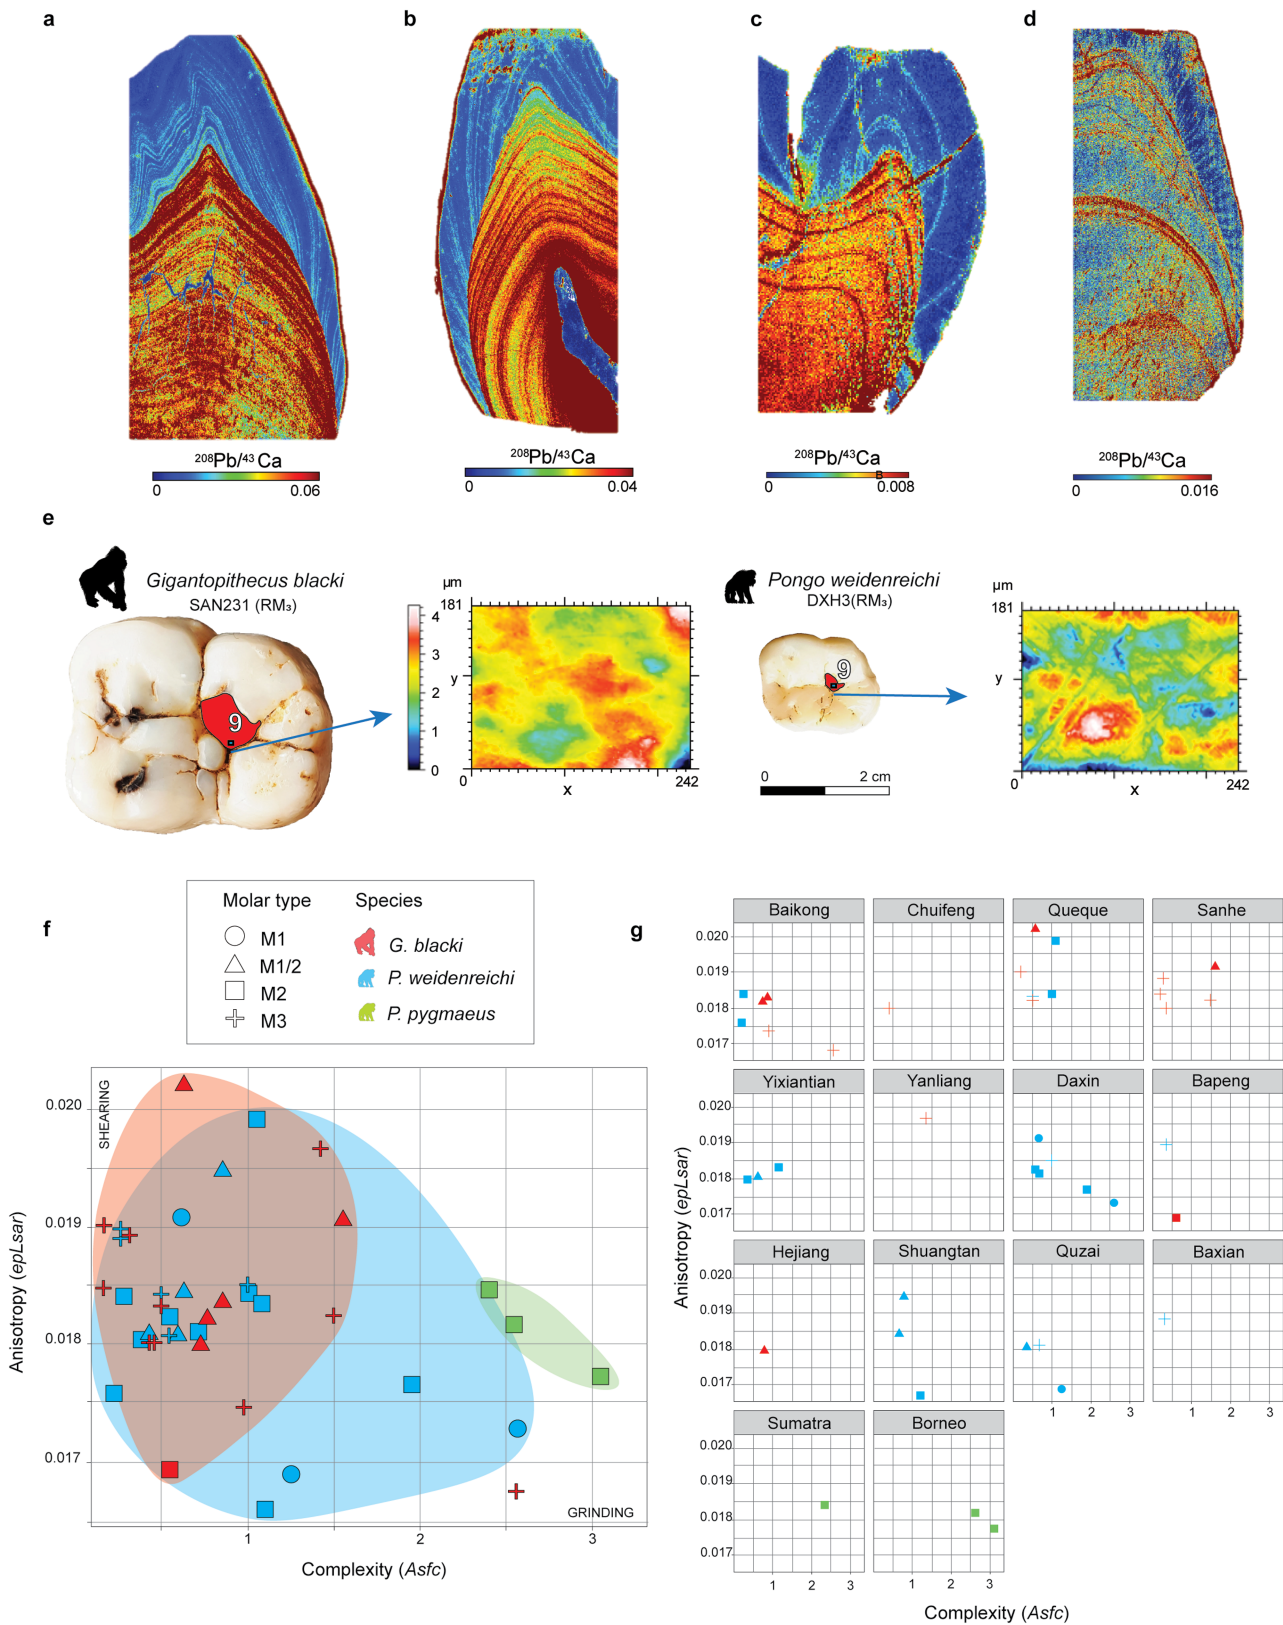 a
b
c
d
²⁰⁸Pb/⁴³Ca
0 0.06
²⁰⁸Pb/⁴³Ca
0 0.04
²⁰⁸Pb/⁴³Ca
B
0 0.008
²⁰⁸Pb/⁴³Ca
0 0.016
e
Gigantopithecus blacki
SAN231 (RM₃)
9
4
3
2
1
0
µm
181
y
0 242
x
Pongo weidenreichi
DXH3(RM₃)
9
0 2 cm
µm
181
y
0 242
x
f
Molar type
M1
M1/2
M2
M3
Species
G. blacki
P. weidenreichi
P. pygmaeus
SHEARING
GRINDING
0.020
0.019
0.018
0.017
Anisotropy (epLsar)
1 2 3
Complexity (Asfc)
g
Baikong Chuifeng Queque Sanhe
0.020
0.019
0.018
0.017
Yixiantian Yanliang Daxin Bapeng
0.020
0.019
0.018
0.017
Hejiang Shuangtan Quzai Baxian
0.020
0.019
0.018
0.017
1 2 3 1 2 3
Sumatra Borneo
0.020
0.019
0.018
0.017
1 2 3 1 2 3
Anisotropy (epLsar)
Complexity (Asfc)